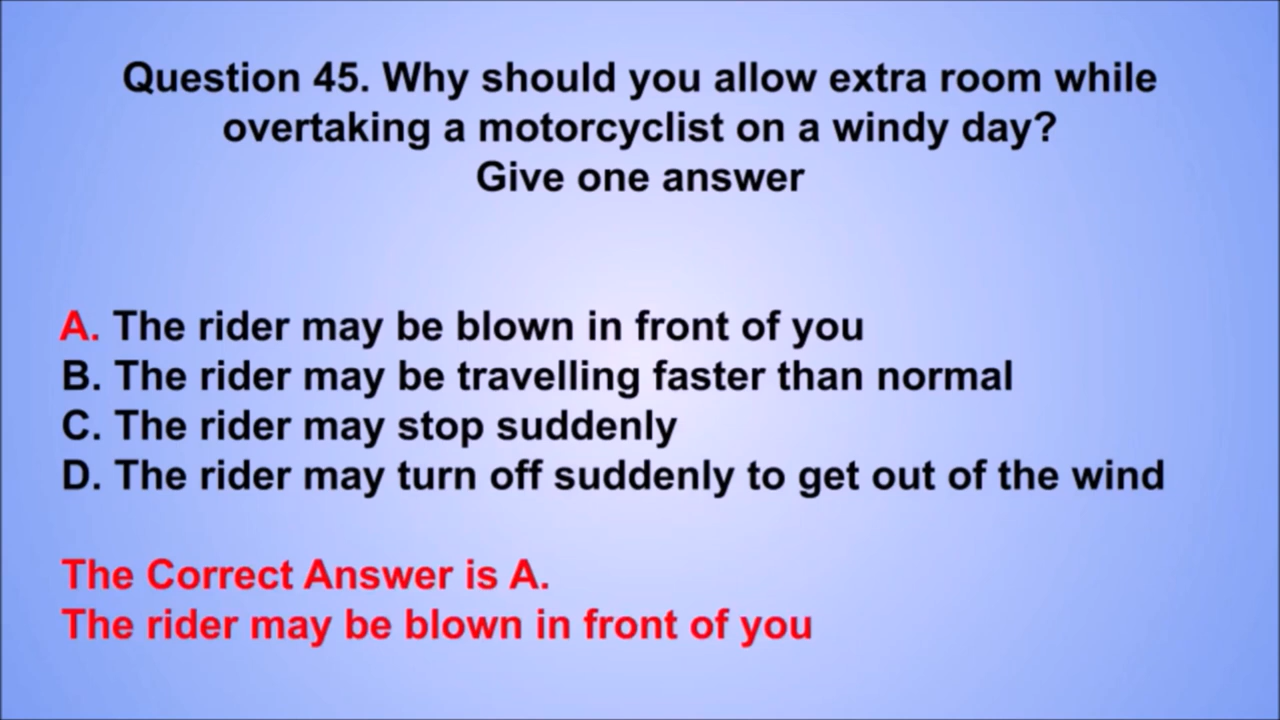 Question 45. Why should you allow extra room while
overtaking a motorcyclist on a windy day?
Give one answer
A. The rider may be blown in front of you
B. The rider may be travelling faster than normal
C. The rider may stop suddenly
D. The rider may turn off suddenly to get out of the wind
The Correct Answer is A.
The rider may be blown in front of you